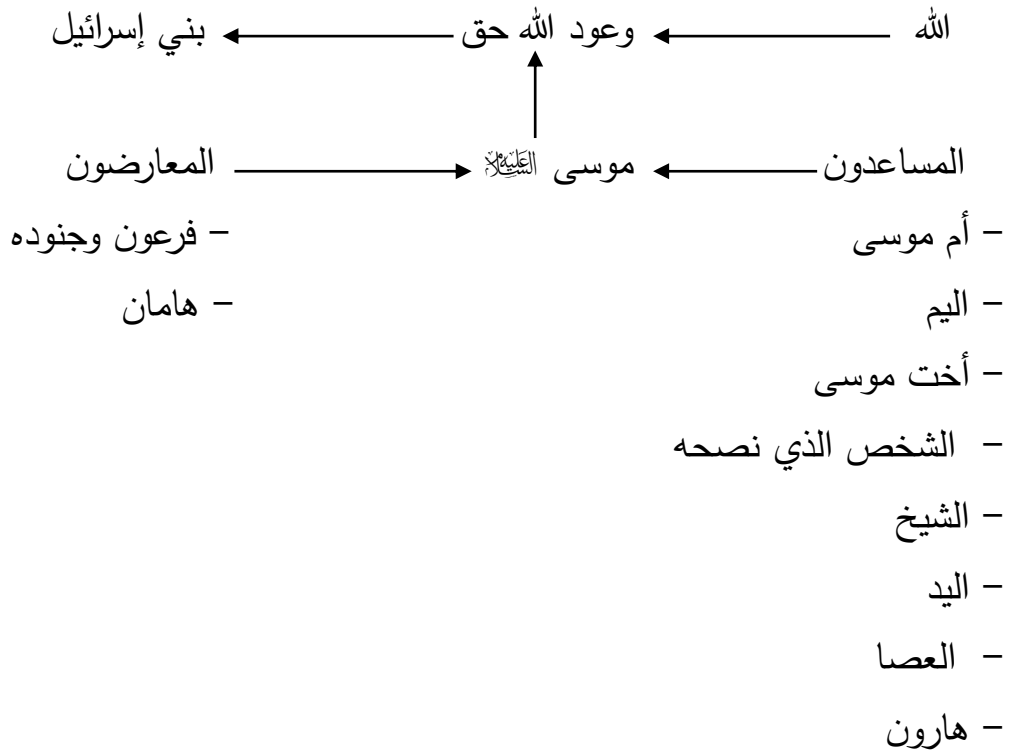 الله وعود الله حق بني إسرائيل
المساعدون موسى عليه السلام المعارضون
– أم موسى – فرعون وجنوده
– اليم – هامان
– أخت موسى
– الشخص الذي نصحه
– الشيخ
– اليد
– العصا
– هارون